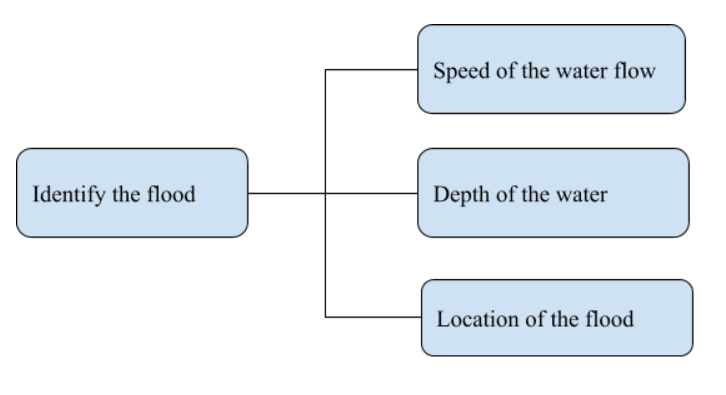 Speed of the water flow
Identify the flood
Depth of the water
Location of the flood